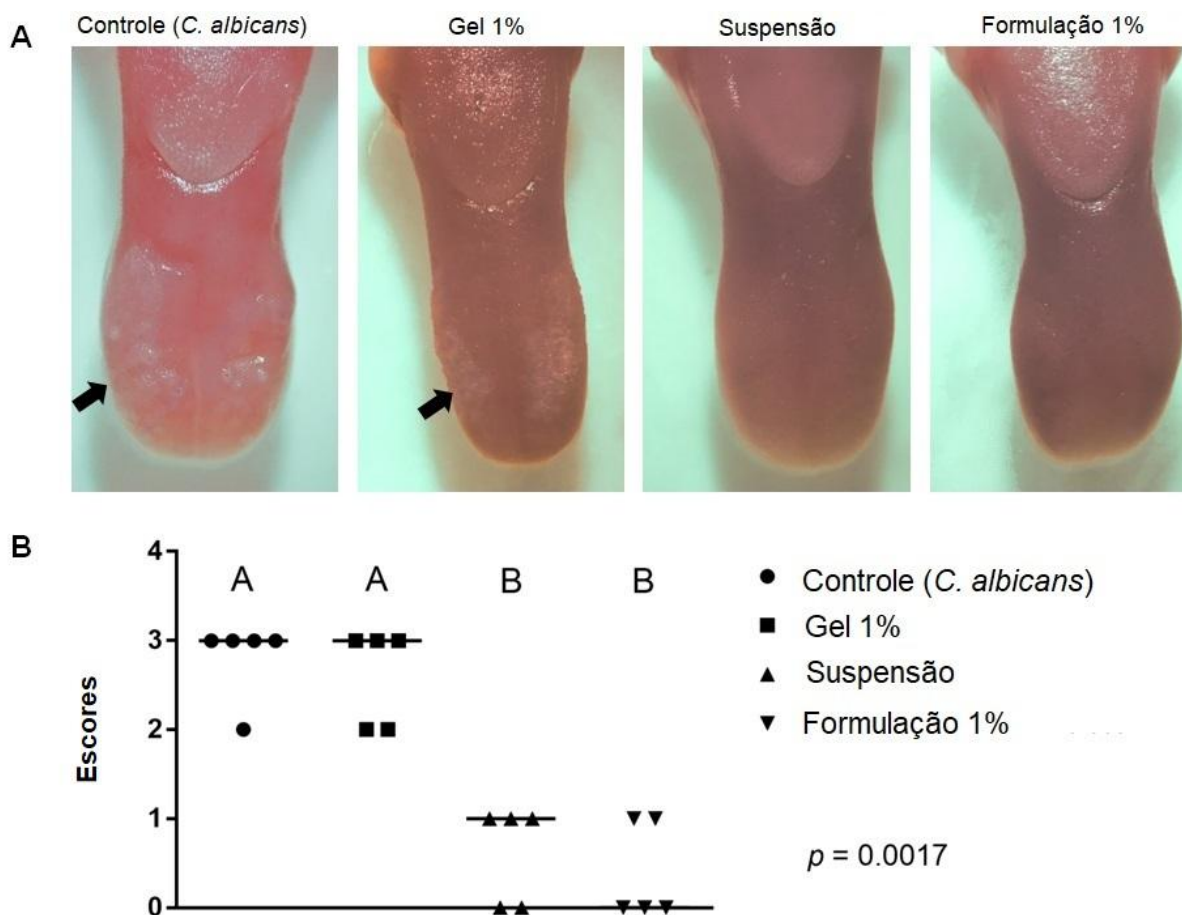 A
Controle (C. albicans) Gel 1% Suspensão Formulação 1%
B
4
3
2
1
0
Escores
A A B B
Controle (C. albicans)
Gel 1%
Suspensão
Formulação 1%
p = 0.0017